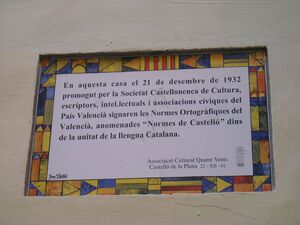 En aquesta casa el 21 de desembre de 1932
promogut per la Societat Castellonenca de Cultura,
escriptors, intel.lectuals i associacions cíviques del
País Valencià signaren les Normes Ortogràfiques del
Valencià, anomenades “Normes de Castelló” dins
de la unitat de la llengua Catalana.
Associació Cultural Quatre Vents
Castelló de la Plana 21 - XII - 01